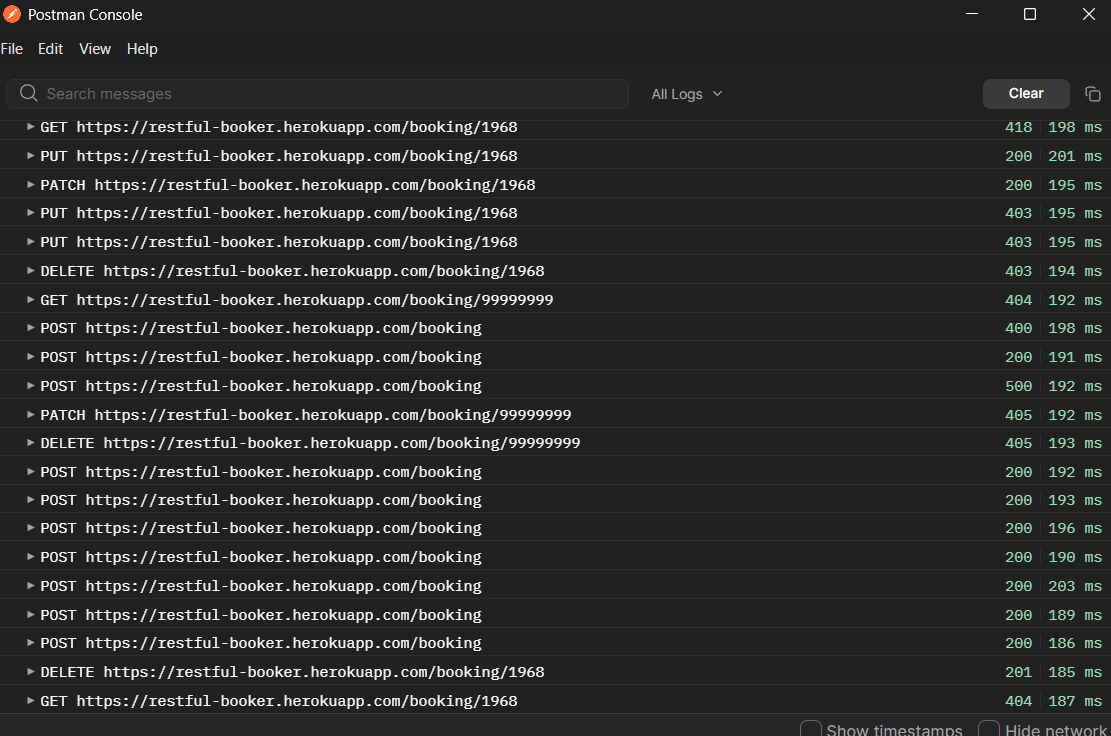 Postman Console
File Edit View Help
Search messages All Logs Clear
GET https://restful-booker.herokuapp.com/booking/1968 418 198 ms
PUT https://restful-booker.herokuapp.com/booking/1968 200 201 ms
PATCH https://restful-booker.herokuapp.com/booking/1968 200 195 ms
PUT https://restful-booker.herokuapp.com/booking/1968 403 195 ms
PUT https://restful-booker.herokuapp.com/booking/1968 403 195 ms
DELETE https://restful-booker.herokuapp.com/booking/1968 403 194 ms
GET https://restful-booker.herokuapp.com/booking/99999999 404 192 ms
POST https://restful-booker.herokuapp.com/booking 400 198 ms
POST https://restful-booker.herokuapp.com/booking 200 191 ms
POST https://restful-booker.herokuapp.com/booking 500 192 ms
PATCH https://restful-booker.herokuapp.com/booking/99999999 405 192 ms
DELETE https://restful-booker.herokuapp.com/booking/99999999 405 193 ms
POST https://restful-booker.herokuapp.com/booking 200 192 ms
POST https://restful-booker.herokuapp.com/booking 200 193 ms
POST https://restful-booker.herokuapp.com/booking 200 196 ms
POST https://restful-booker.herokuapp.com/booking 200 190 ms
POST https://restful-booker.herokuapp.com/booking 200 203 ms
POST https://restful-booker.herokuapp.com/booking 200 189 ms
POST https://restful-booker.herokuapp.com/booking 200 186 ms
DELETE https://restful-booker.herokuapp.com/booking/1968 201 185 ms
GET https://restful-booker.herokuapp.com/booking/1968 404 187 ms
Show timestamps Hide network